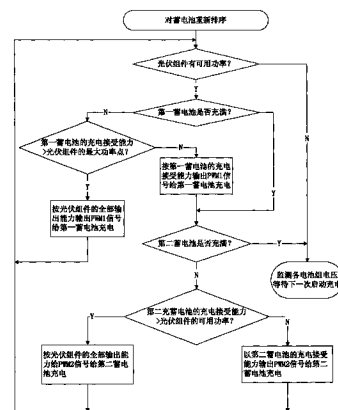 对蓄电池重新排序
光伏组件有可用功率?
Y
第一蓄电池是否充满?
N
N
Y
第一蓄电池的充电接受能力
>光伏组件的最大功率点?
N
按第一蓄电池的充电
接受能力输出PWM1信
号给第一蓄电池充电
Y
按光伏组件的全部输
出能力PWM1信号给
第一蓄电池充电
第二蓄电池是否充满?
Y
N
监测各电池组电压
等待下一次启动充电
第二充蓄电池的充电接受能力
>光伏组件的可用功率?
Y
N
按光伏组件的全部输出能
力给PWM2信号给第二蓄电
池充电
以第二蓄电池的充电接受
能力输出PWM2信号给第二
蓄电池充电